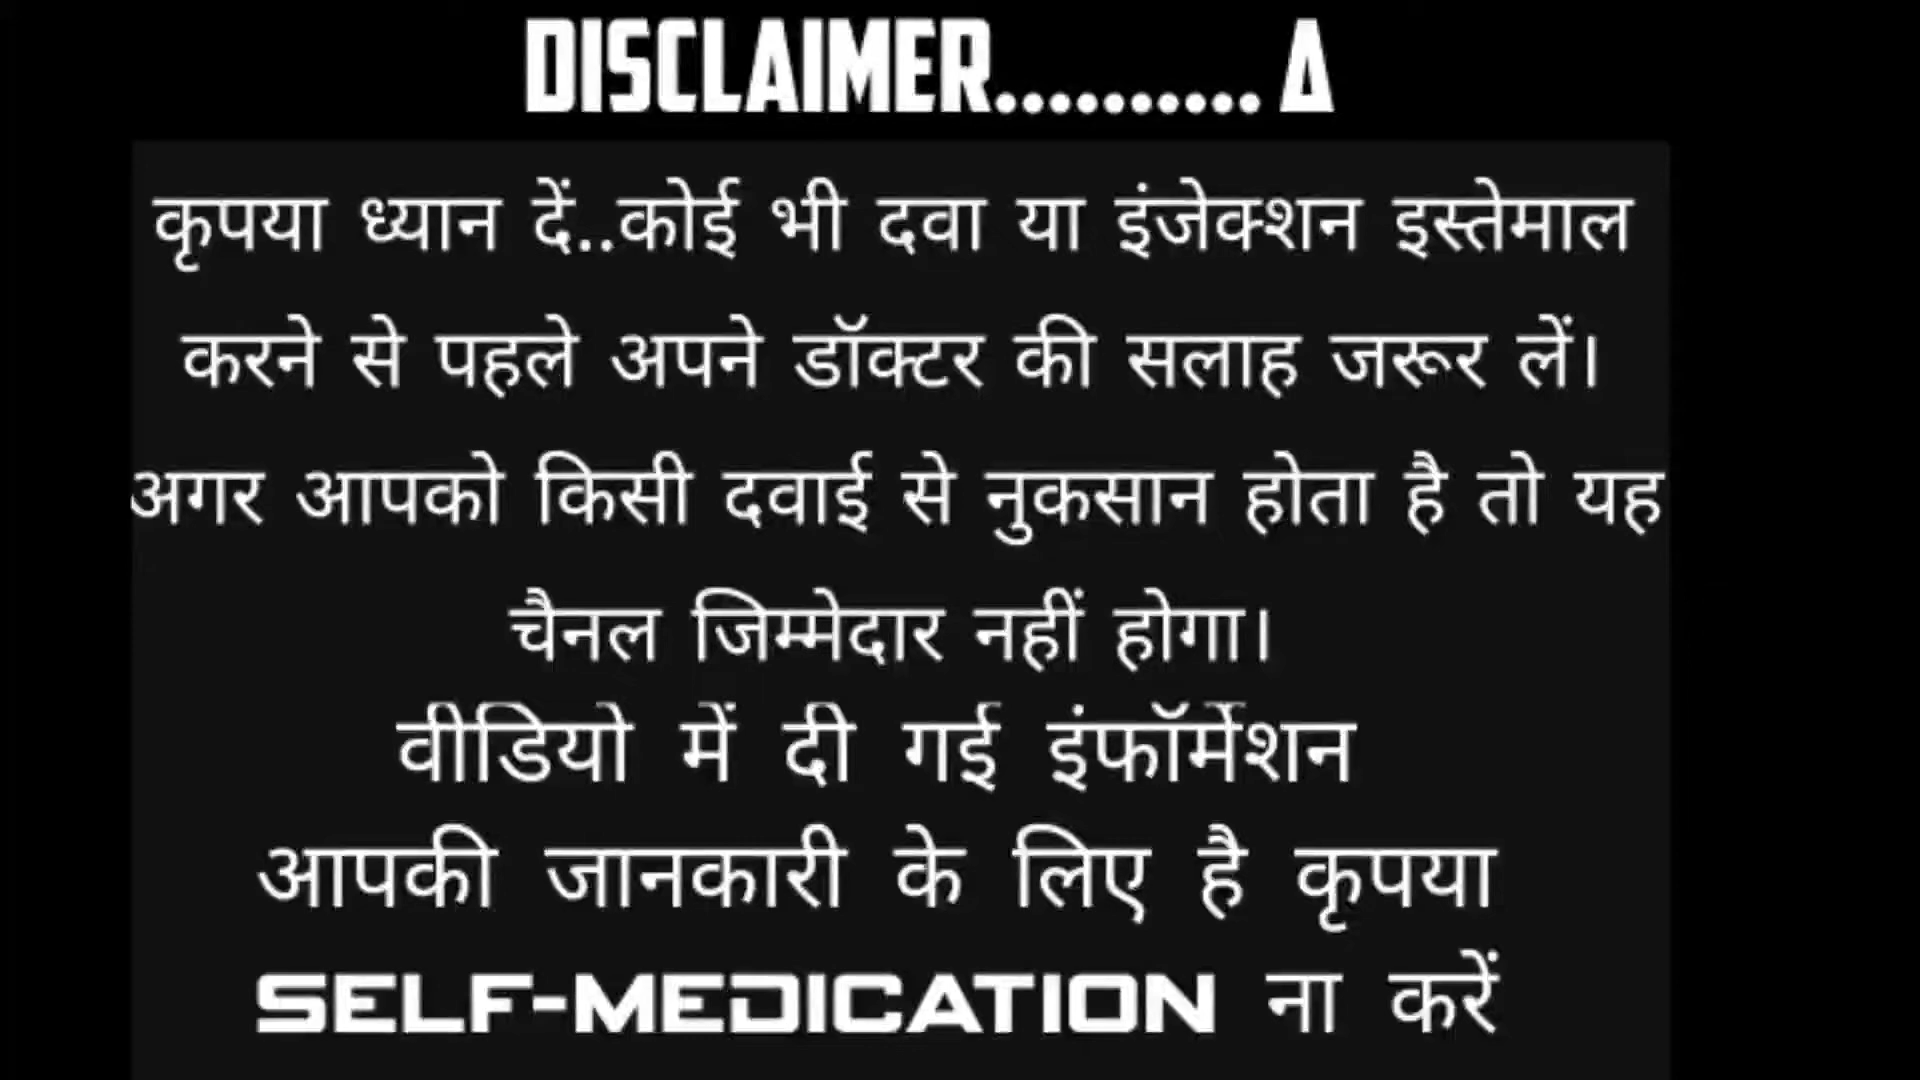 DISCLAIMER.......... Δ
कृपया ध्यान दें..कोई भी दवा या इंजेक्शन इस्तेमाल
करने से पहले अपने डॉक्टर की सलाह जरूर लें।
अगर आपको किसी दवाई से नुकसान होता है तो यह
चैनल जिम्मेदार नहीं होगा।
वीडियो में दी गई इंफॉर्मेशन
आपकी जानकारी के लिए है कृपया
SELF-MEDICATION ना करें